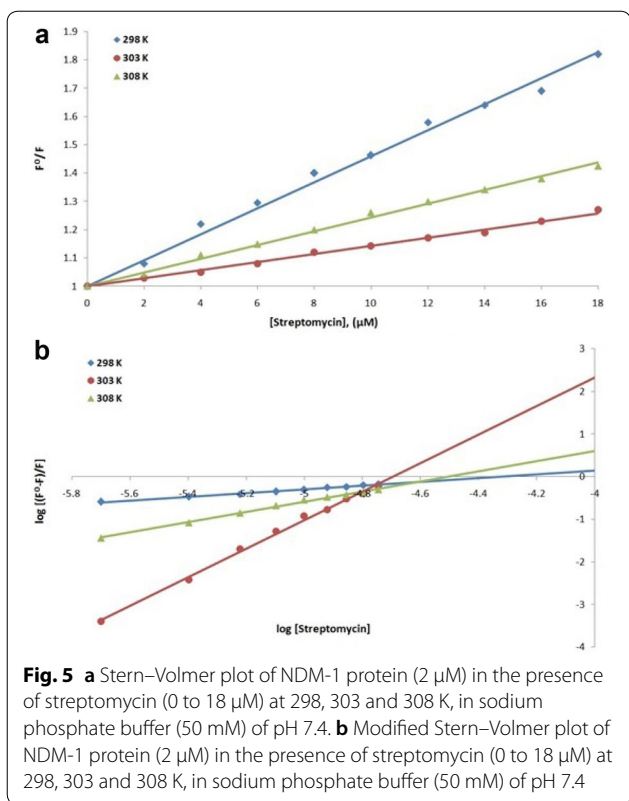 a
298 K
303 K
308 K
1.9
1.8
1.7
1.6
1.5
1.4
1.3
1.2
1.1
1
F⁰/F
0 2 4 6 8 10 12 14 16 18
[Streptomycin], (µM)
b
298 K
303 K
308 K
3
2
1
0
-1
-2
-3
-4
-5.8 -5.6 -5.4 -5.2 -5 -4.8 -4.6 -4.4 -4.2 -4
log [(F⁰-F)/F]
log [Streptomycin]
Fig. 5 a Stern–Volmer plot of NDM-1 protein (2 µM) in the presence
of streptomycin (0 to 18 µM) at 298, 303 and 308 K, in sodium
phosphate buffer (50 mM) of pH 7.4. b Modified Stern–Volmer plot of
NDM-1 protein (2 µM) in the presence of streptomycin (0 to 18 µM) at
298, 303 and 308 K, in sodium phosphate buffer (50 mM) of pH 7.4